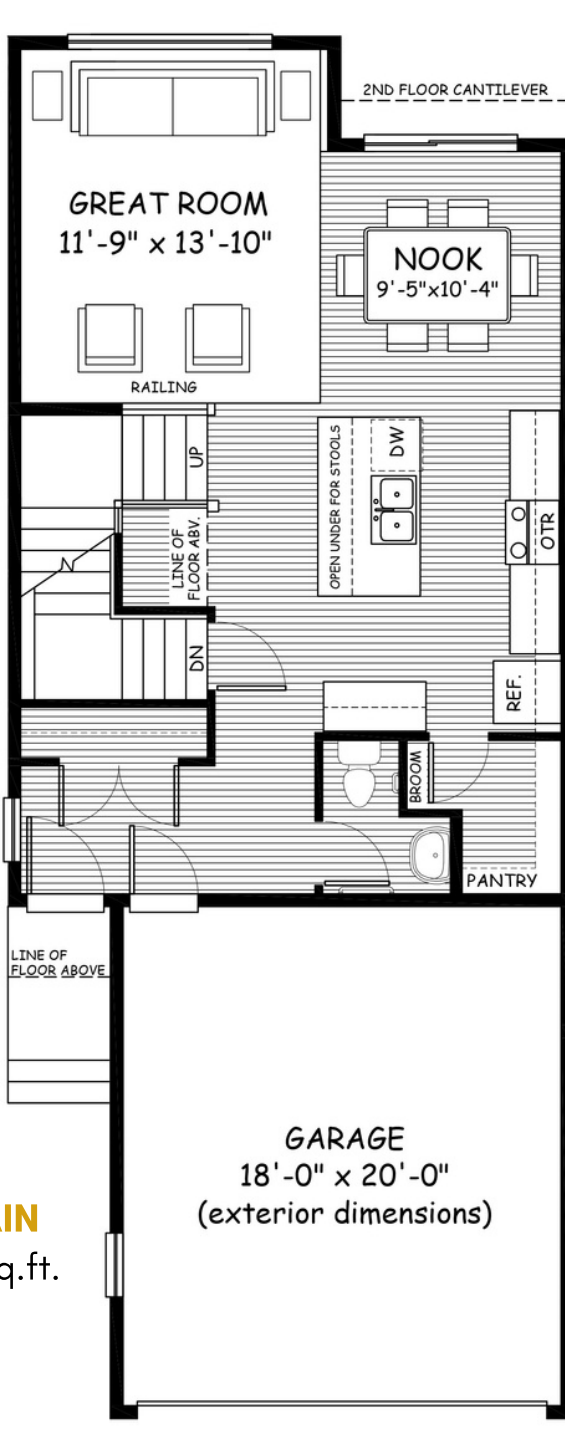 2ND FLOOR CANTILEVER
GREAT ROOM
11'-9" x 13'-10"
NOOK
9'-5"x10'-4"
RAILING
UP
DW
OPEN UNDER FOR STOOLS
LINE OF
FLOOR ABV.
OTR
N
DN
REF.
BROOM
PANTRY
LINE OF
FLOOR ABOVE
GARAGE
18'-0" x 20'-0"
(exterior dimensions)
AIN
q.ft.